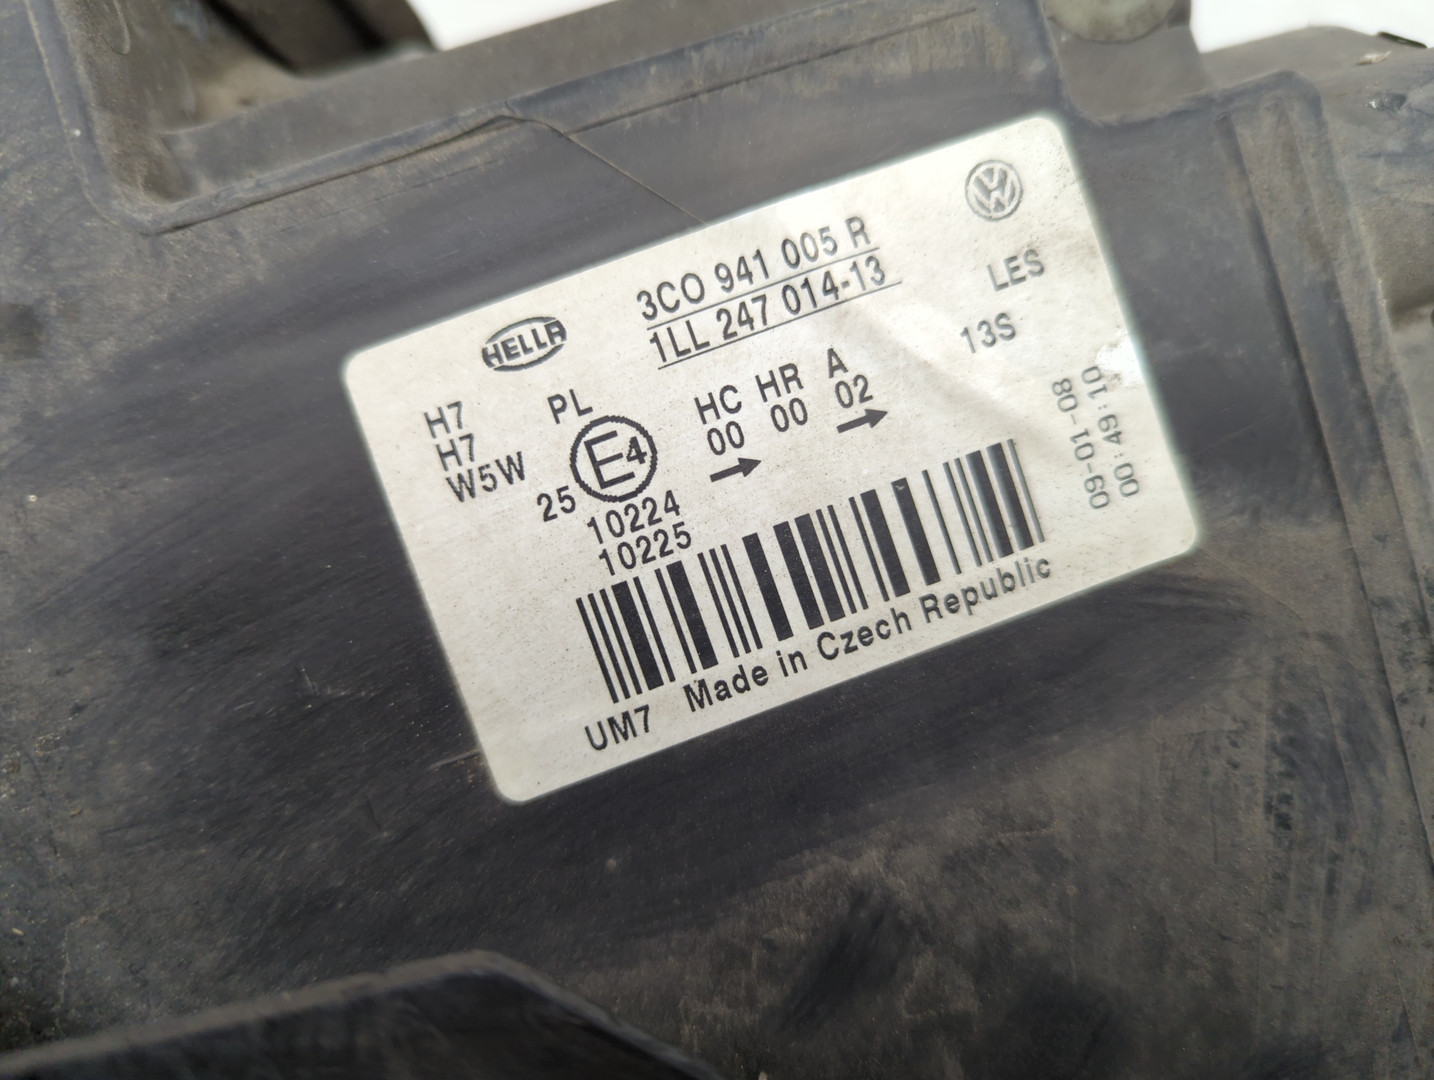 HELLA
3C0 941 005 R
1LL 247 014-13
LES
13S
H7
H7
W5W
PL
E4
25
10224
10225
HC HR A
00 00 02
09-01-08
00:49:10
UM7 Made in Czech Republic